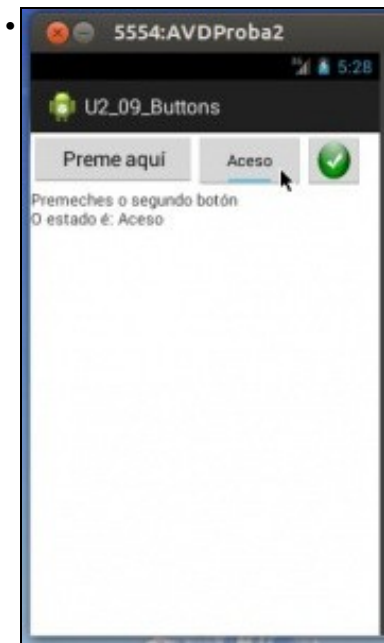 5554:AVDProba2
5:28
U2_09_Buttons
Preme aquí
Aceso
Premeches o segundo botón
O estado é: Aceso